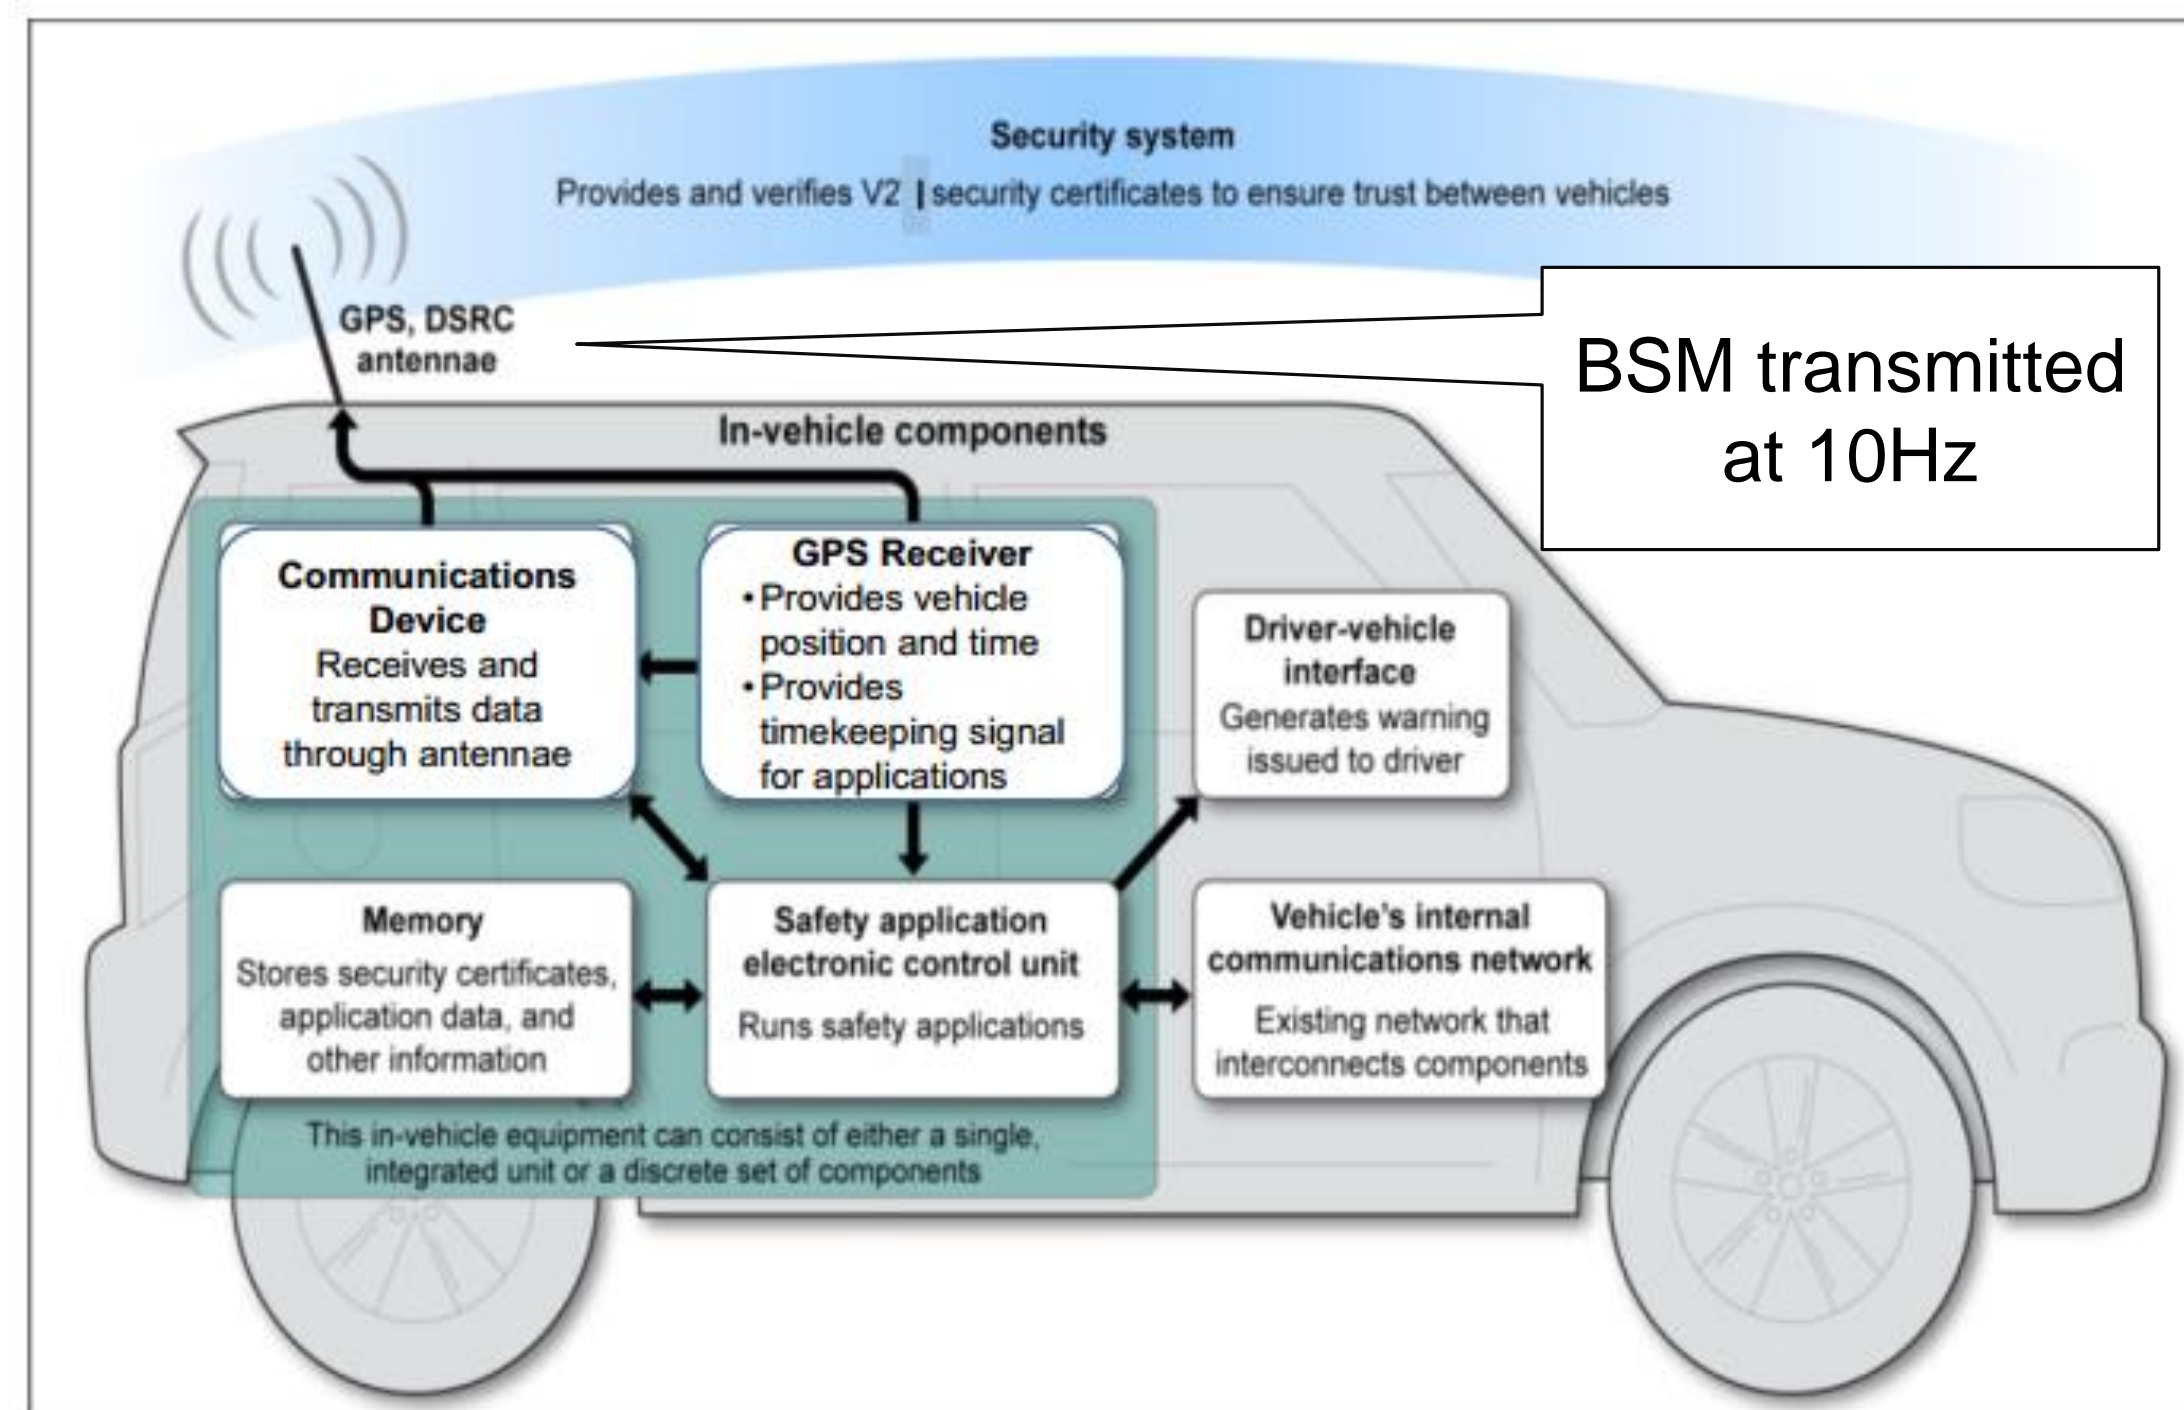 Security system
Provides and verifies V2 | security certificates to ensure trust between vehicles
GPS, DSRC
antennae
BSM transmitted
at 10Hz
In-vehicle components
Communications
Device
Receives and
transmits data
through antennae
GPS Receiver
• Provides vehicle
position and time
• Provides
timekeeping signal
for applications
Driver-vehicle
interface
Generates warning
issued to driver
Memory
Stores security certificates,
application data, and
other information
Safety application
electronic control unit
Runs safety applications
Vehicle's internal
communications network
Existing network that
interconnects components
This in-vehicle equipment can consist of either a single,
integrated unit or a discrete set of components